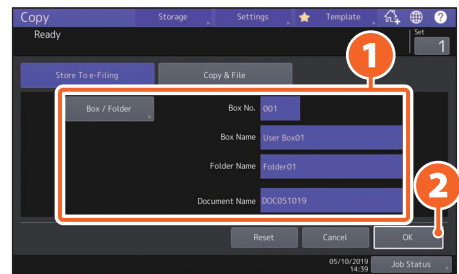 Copy Storage Settings Template ?
Ready Set 1
1
Store To e-Filing Copy & File
Box / Folder Box No. 001
Box Name User Box01
Folder Name Folder01
Document Name DOC051019
2
Reset Cancel OK
05/10/2019 14:39 Job Status